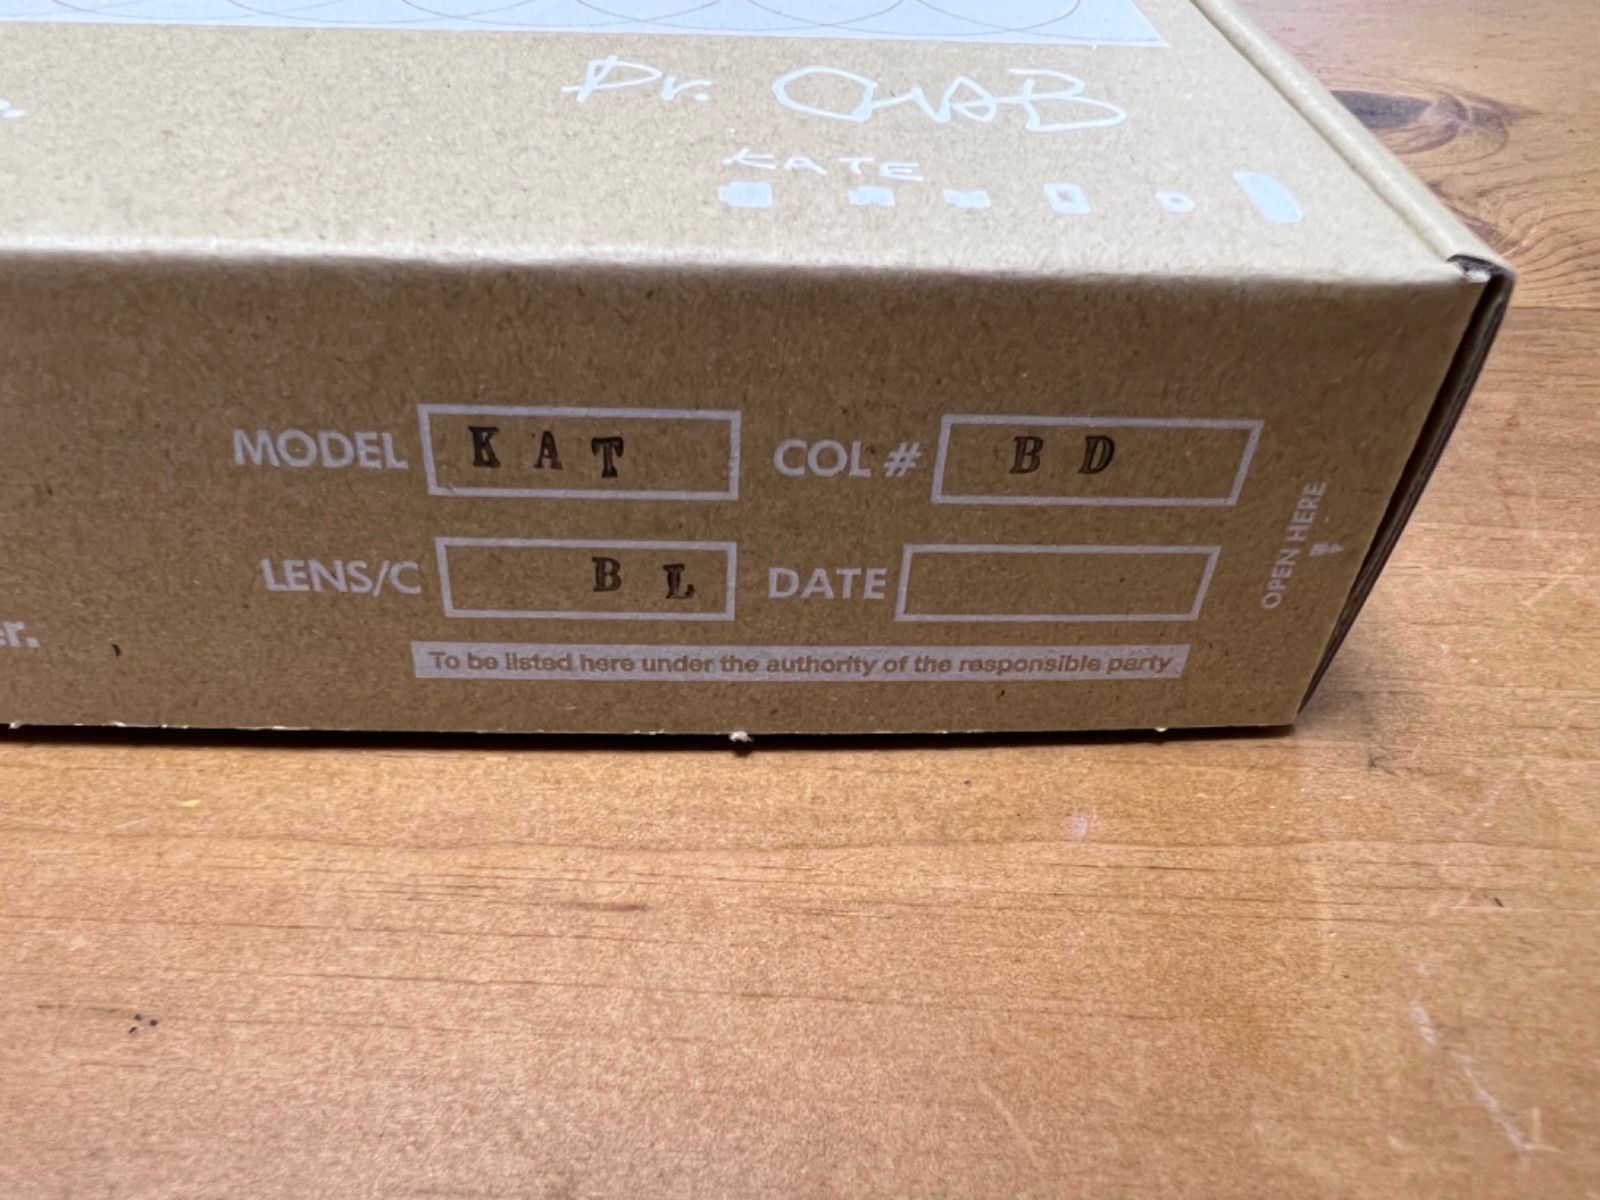 Dr. CHAB
KATE
MODEL KAT COL # BD
LENS/C BL DATE
OPEN HERE
er.
To be listed here under the authority of the responsible party